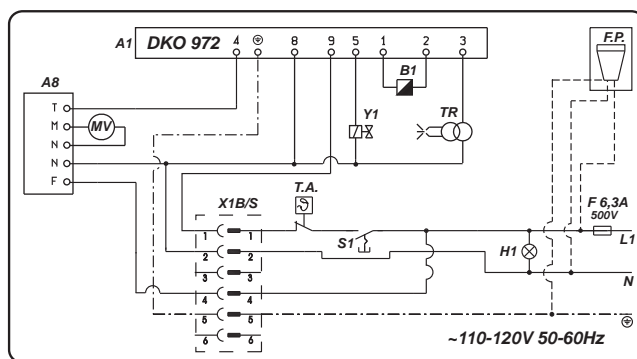 A1 DKO 972 4 8 9 5 1 2 3
F.P.
A8
B1
T
M MV
N
Y1 TR
N
F
T.A.
X1B/S
F 6,3A
500V
1 1
S1
H1
L1
2 2
3 3
N
4 4
5 5
6 6
~110-120V 50-60Hz